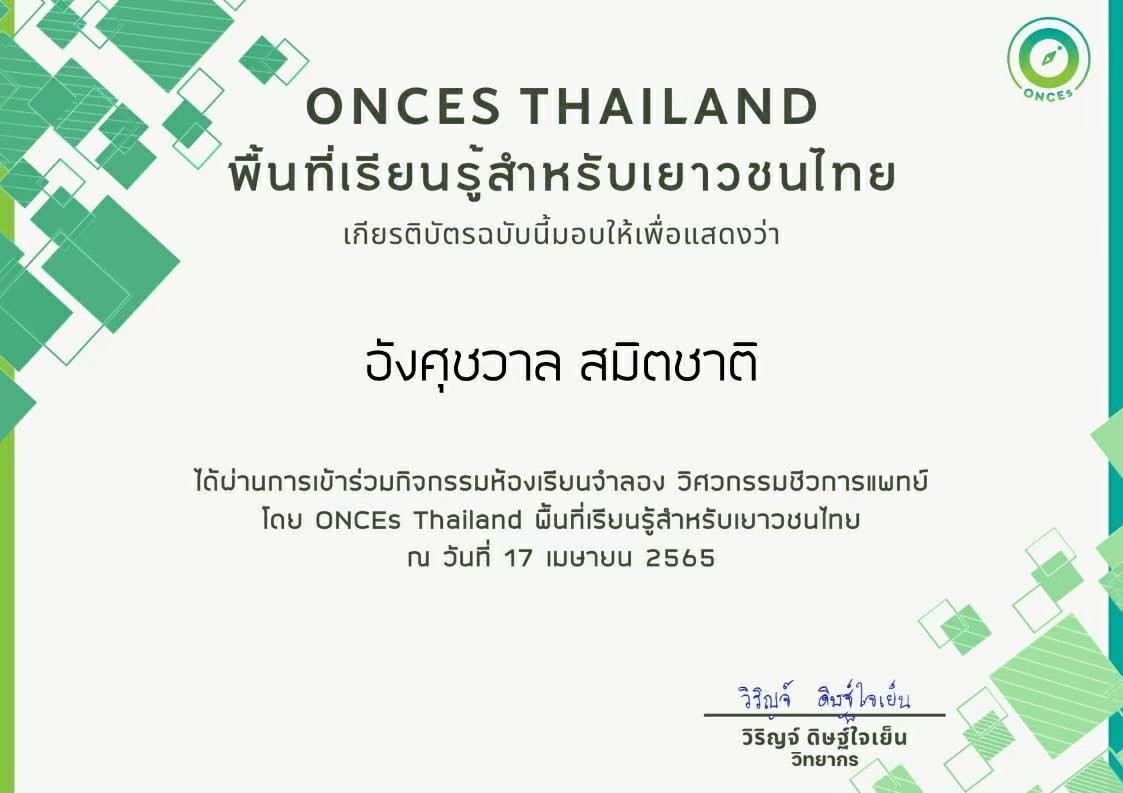 ONCEs
ONCES THAILAND
พื้นที่เรียนรู้สำหรับเยาวชนไทย
เกียรติบัตรฉบับนี้มอบให้เพื่อแสดงว่า
อังศุชวาล สมิตชาติ
ได้ผ่านการเข้าร่วมกิจกรรมห้องเรียนจำลอง วิศวกรรมชีวการแพทย์
โดย ONCEs Thailand พื้นที่เรียนรู้สำหรับเยาวชนไทย
ณ วันที่ 17 เมษายน 2565
วิริญจ์ ดิษฐ์ใจเย็น
วิริญจ์ ดิษฐ์ใจเย็น
วิทยากร